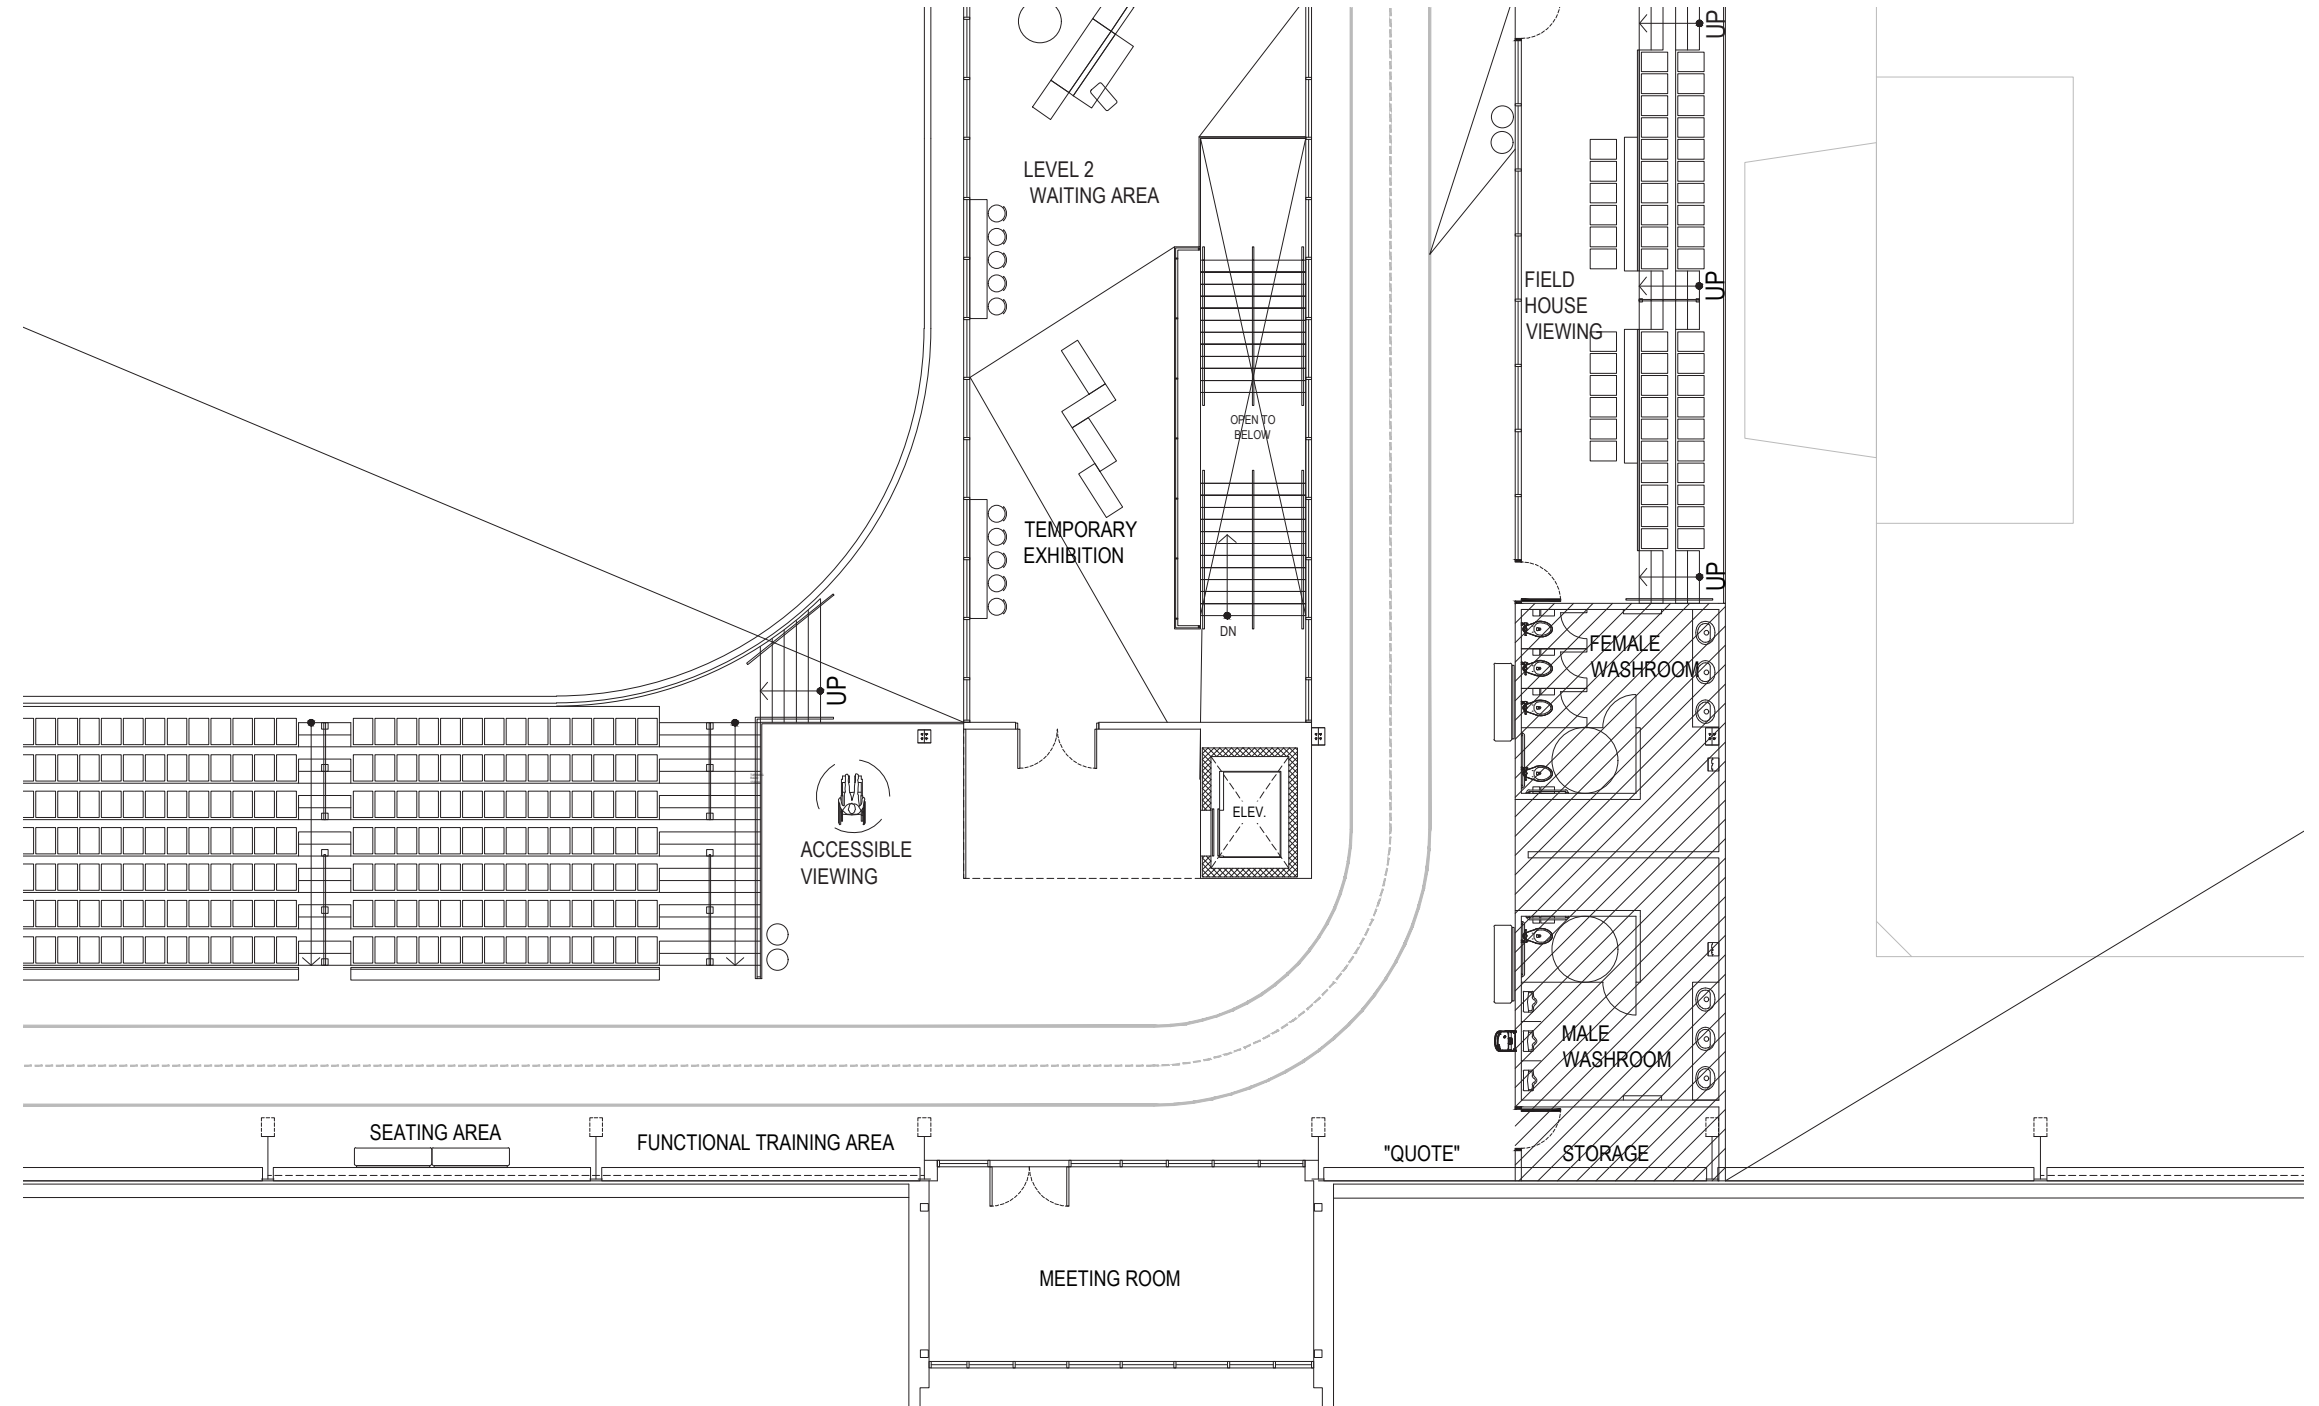 UP
LEVEL 2
WAITING AREA
FIELD
HOUSE
VIEWING
UP
OPEN TO
BELOW
TEMPORARY
EXHIBITION
UP
DN
FEMALE
WASHROOM
UP
ELEV.
ACCESSIBLE
VIEWING
MALE
WASHROOM
SEATING AREA
FUNCTIONAL TRAINING AREA
"QUOTE"
STORAGE
MEETING ROOM